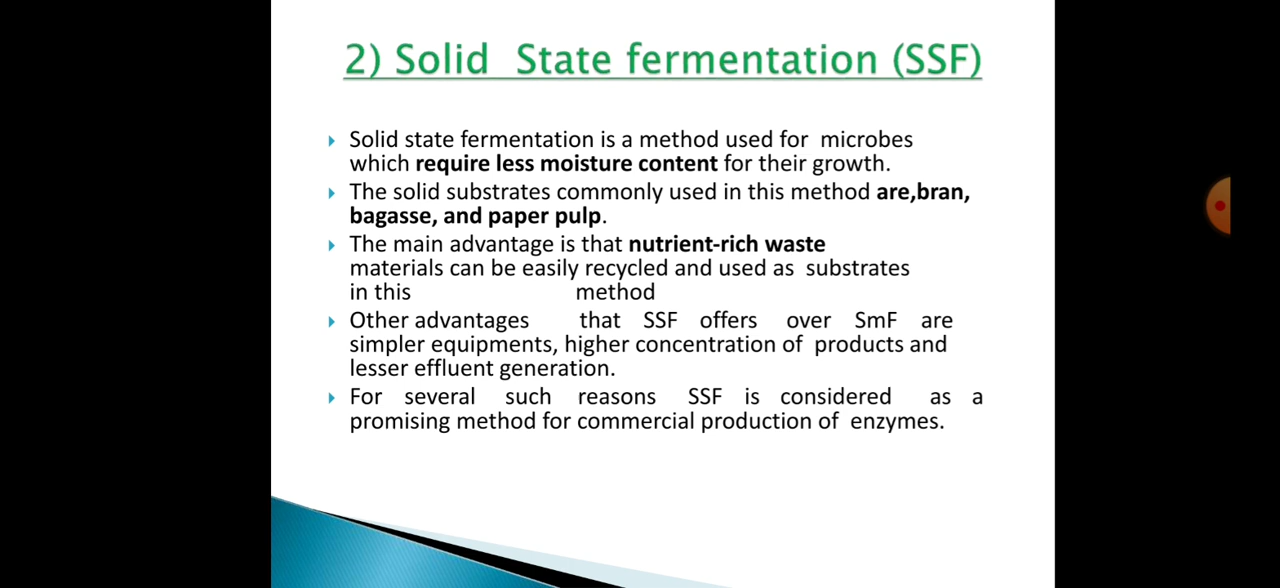 2) Solid State fermentation (SSF)
Solid state fermentation is a method used for microbes
which require less moisture content for their growth.
The solid substrates commonly used in this method are,bran,
bagasse, and paper pulp.
The main advantage is that nutrient-rich waste
materials can be easily recycled and used as substrates
in this method
Other advantages that SSF offers over SmF are
simpler equipments, higher concentration of products and
lesser effluent generation.
For several such reasons SSF is considered as a
promising method for commercial production of enzymes.